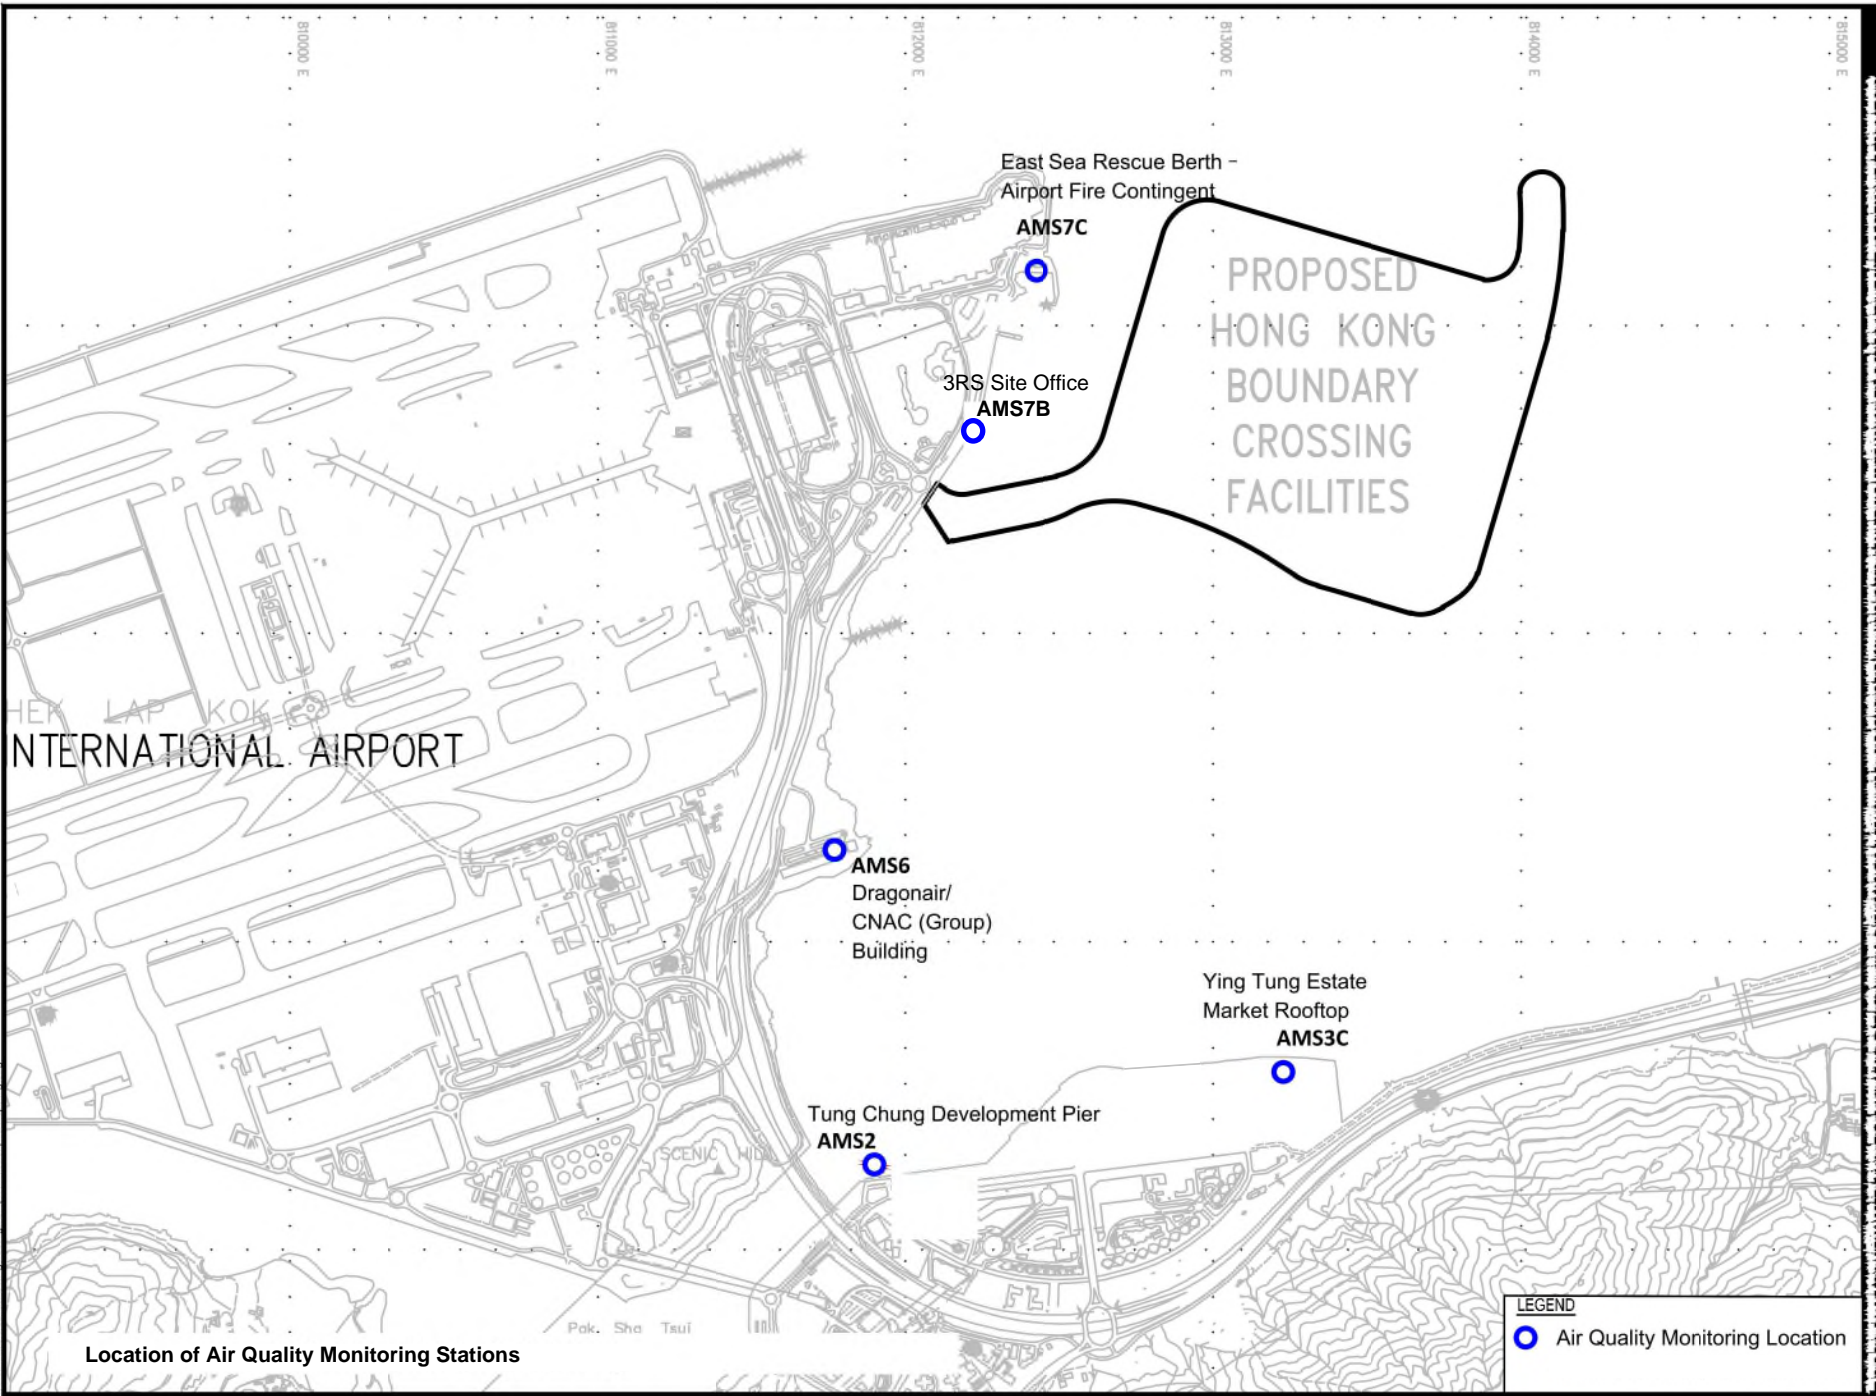 810000 E
811000 E
812000 E
813000 E
814000 E
815000 E
East Sea Rescue Berth -
Airport Fire Contingent
AMS7C
PROPOSED
HONG KONG
BOUNDARY
CROSSING
FACILITIES
3RS Site Office
AMS7B
HEK LAP KOK
INTERNATIONAL AIRPORT
AMS6
Dragonair/
CNAC (Group)
Building
Ying Tung Estate
Market Rooftop
AMS3C
Tung Chung Development Pier
AMS2
SCENIC HILL
Pak Sha Tsui
Location of Air Quality Monitoring Stations
LEGEND
Air Quality Monitoring Location